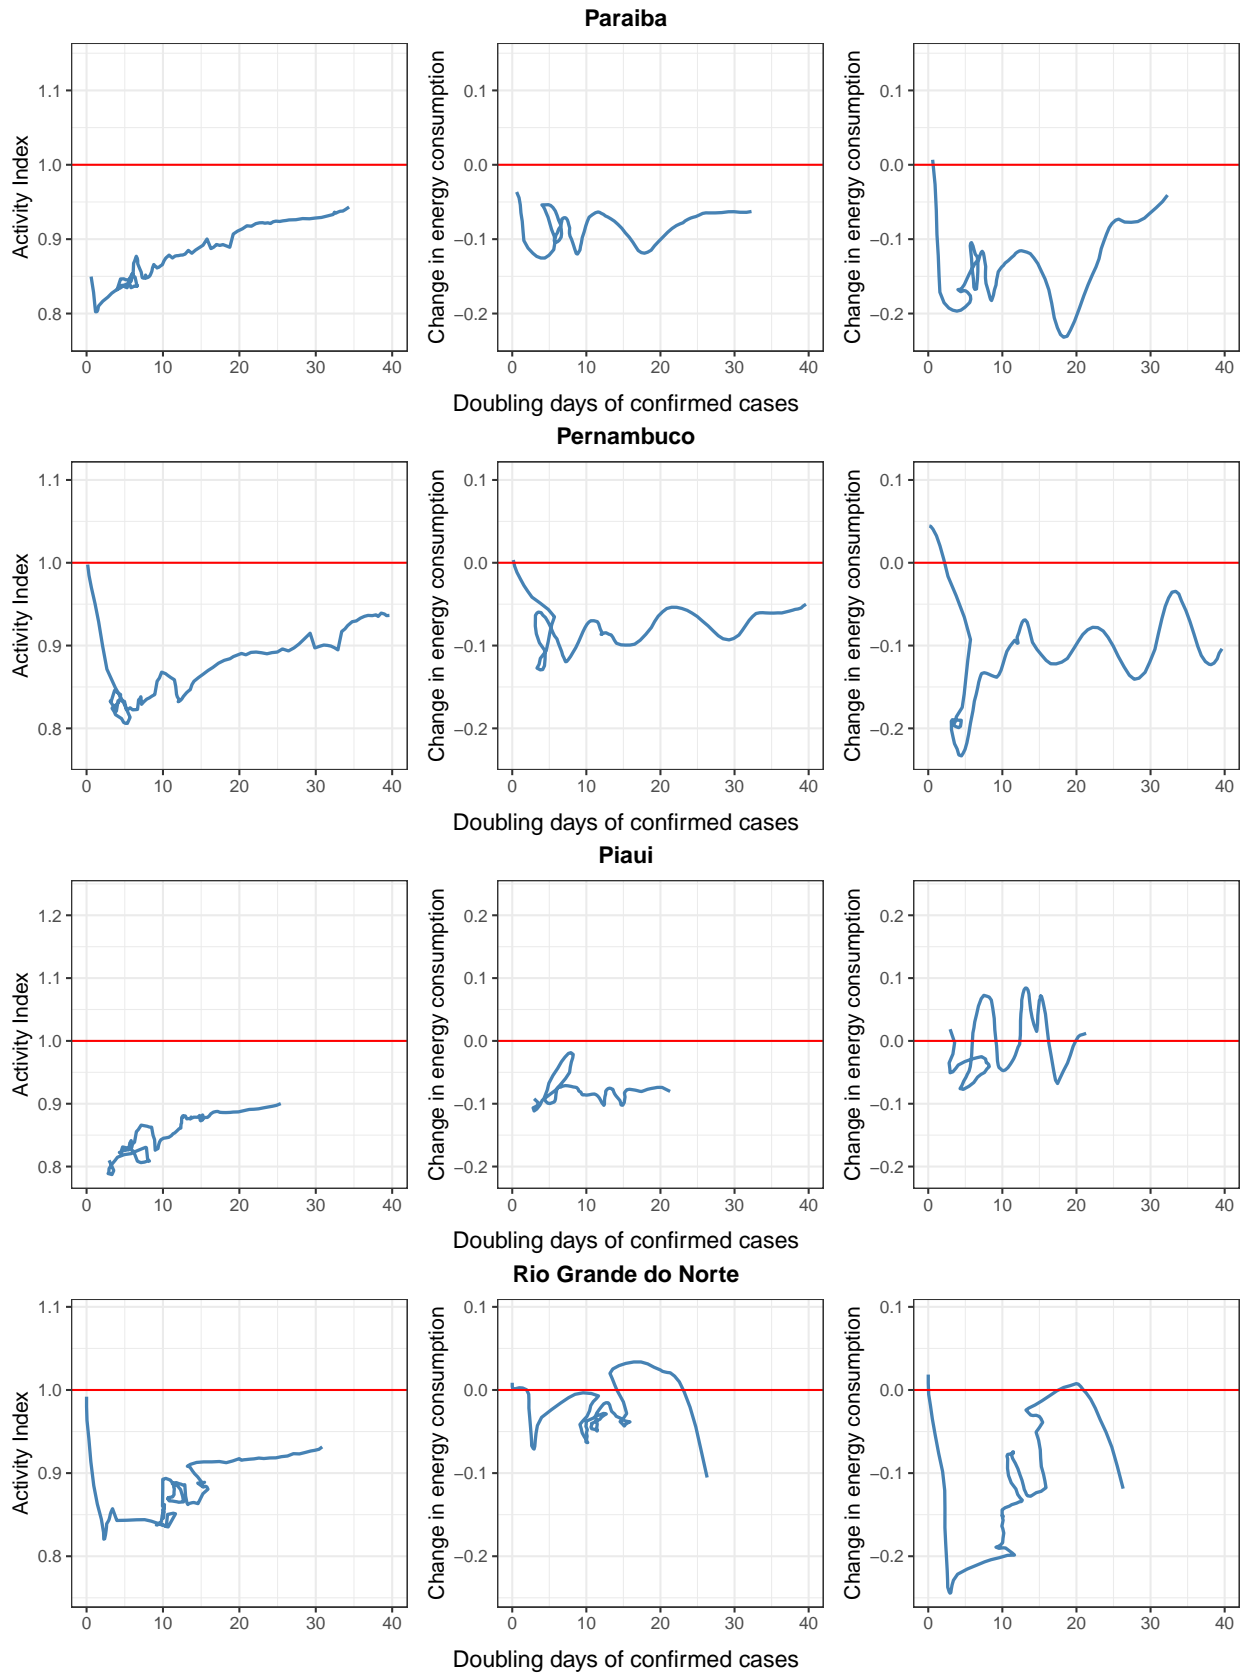 Paraiba
Activity Index
1.1
1.0
0.9
0.8
0 10 20 30 40
Change in energy consumption
0.1
0.0
−0.1
−0.2
0 10 20 30 40
Change in energy consumption
0.1
0.0
−0.1
−0.2
0 10 20 30 40
Doubling days of confirmed cases
Pernambuco
Activity Index
1.1
1.0
0.9
0.8
0 10 20 30 40
Change in energy consumption
0.1
0.0
−0.1
−0.2
0 10 20 30 40
Change in energy consumption
0.1
0.0
−0.1
−0.2
0 10 20 30 40
Doubling days of confirmed cases
Piaui
Activity Index
1.2
1.1
1.0
0.9
0.8
0 10 20 30 40
Change in energy consumption
0.2
0.1
0.0
−0.1
−0.2
0 10 20 30 40
Change in energy consumption
0.2
0.1
0.0
−0.1
−0.2
0 10 20 30 40
Doubling days of confirmed cases
Rio Grande do Norte
Activity Index
1.1
1.0
0.9
0.8
0 10 20 30 40
Change in energy consumption
0.1
0.0
−0.1
−0.2
0 10 20 30 40
Change in energy consumption
0.1
0.0
−0.1
−0.2
0 10 20 30 40
Doubling days of confirmed cases